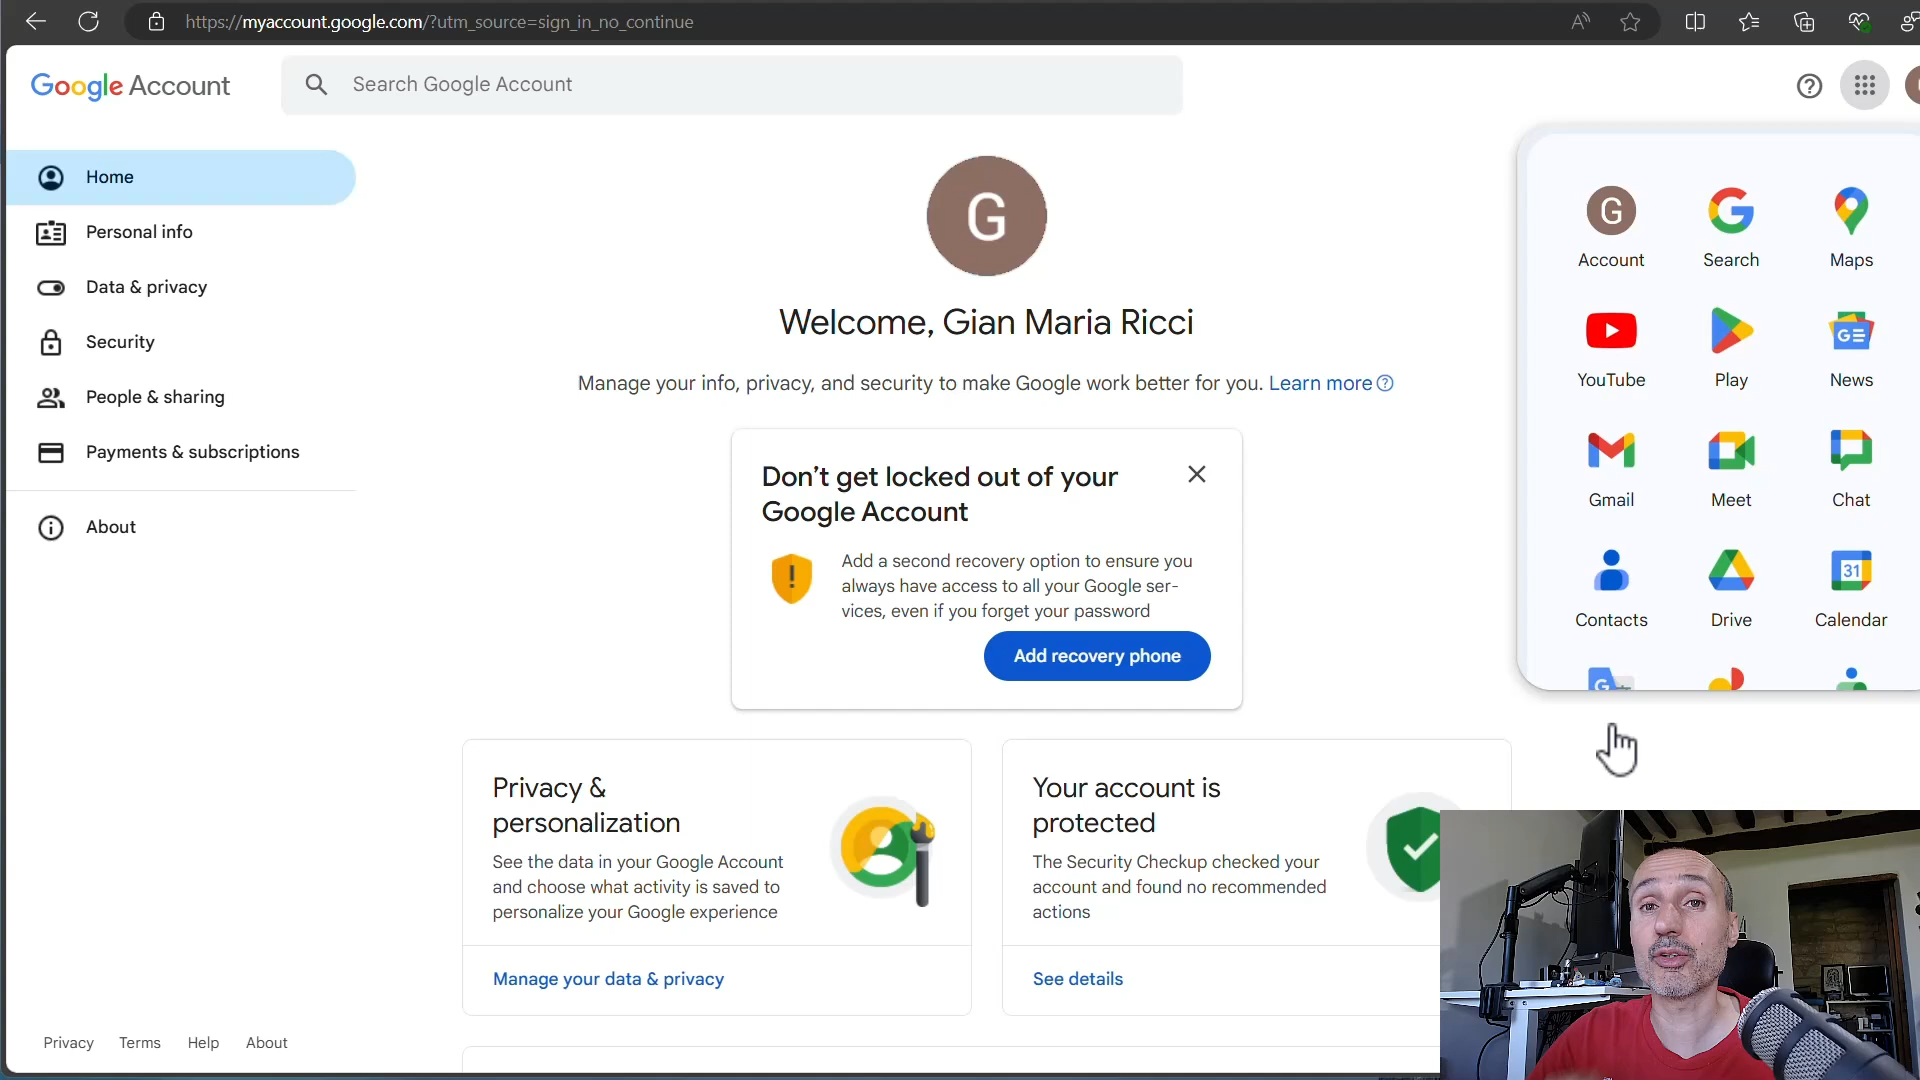 https://myaccount.google.com/?utm_source=sign_in_no_continue
Google Account
Search Google Account
Home
Personal info
Data & privacy
Security
People & sharing
Payments & subscriptions
About
G
Welcome, Gian Maria Ricci
Manage your info, privacy, and security to make Google work better for you. Learn more
Don’t get locked out of your
Google Account
Add a second recovery option to ensure you
always have access to all your Google ser-
vices, even if you forget your password
Add recovery phone
Privacy &
personalization
See the data in your Google Account
and choose what activity is saved to
personalize your Google experience
Manage your data & privacy
Your account is
protected
The Security Checkup checked your
account and found no recommended
actions
See details
G
Account
Search
Maps
YouTube
Play
News
Gmail
Meet
Chat
31
Contacts
Drive
Calendar
Privacy
Terms
Help
About